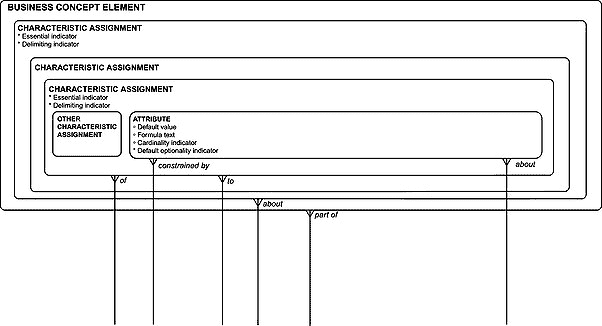 BUSINESS CONCEPT ELEMENT
CHARACTERISTIC ASSIGNMENT
* Essential indicator
* Delimiting indicator
CHARACTERISTIC ASSIGNMENT
CHARACTERISTIC ASSIGNMENT
* Essential indicator
* Delimiting indicator
OTHER
CHARACTERISTIC
ASSIGNMENT
ATTRIBUTE
◦ Default value
◦ Formula text
◦ Cardinality indicator
* Default optionality indicator
constrained by
about
of
to
about
part of